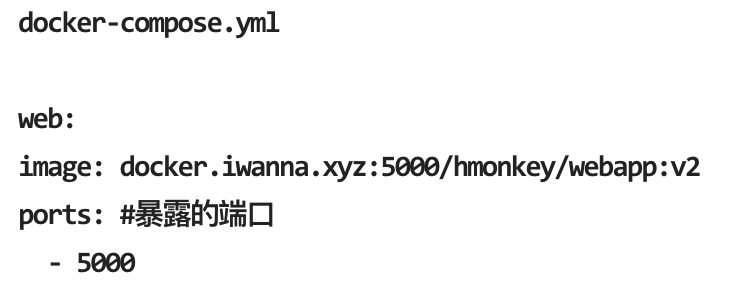 docker-compose.yml
web:
image: docker.iwanna.xyz:5000/hmonkey/webapp:v2
ports: #暴露的端口
  - 5000